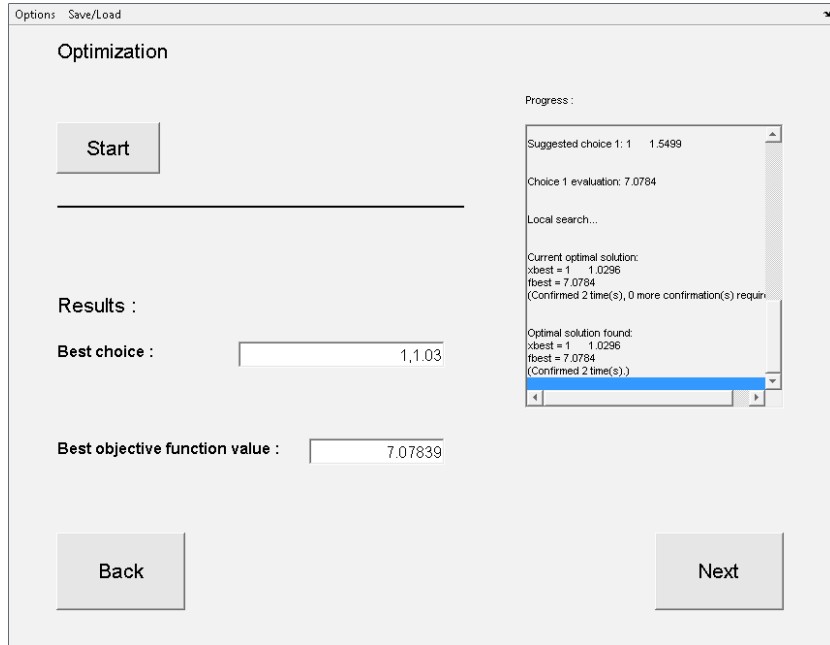 Options Save/Load
Optimization
Start
Results :
Best choice :
1,1.03
Best objective function value :
7.07839
Back
Progress :
Suggested choice 1: 1 1.5499
Choice 1 evaluation: 7.0784
Local search...
Current optimal solution:
xbest = 1 1.0296
fbest = 7.0784
(Confirmed 2 time(s), 0 more confirmation(s) require
Optimal solution found:
xbest = 1 1.0296
fbest = 7.0784
(Confirmed 2 time(s).)
Next